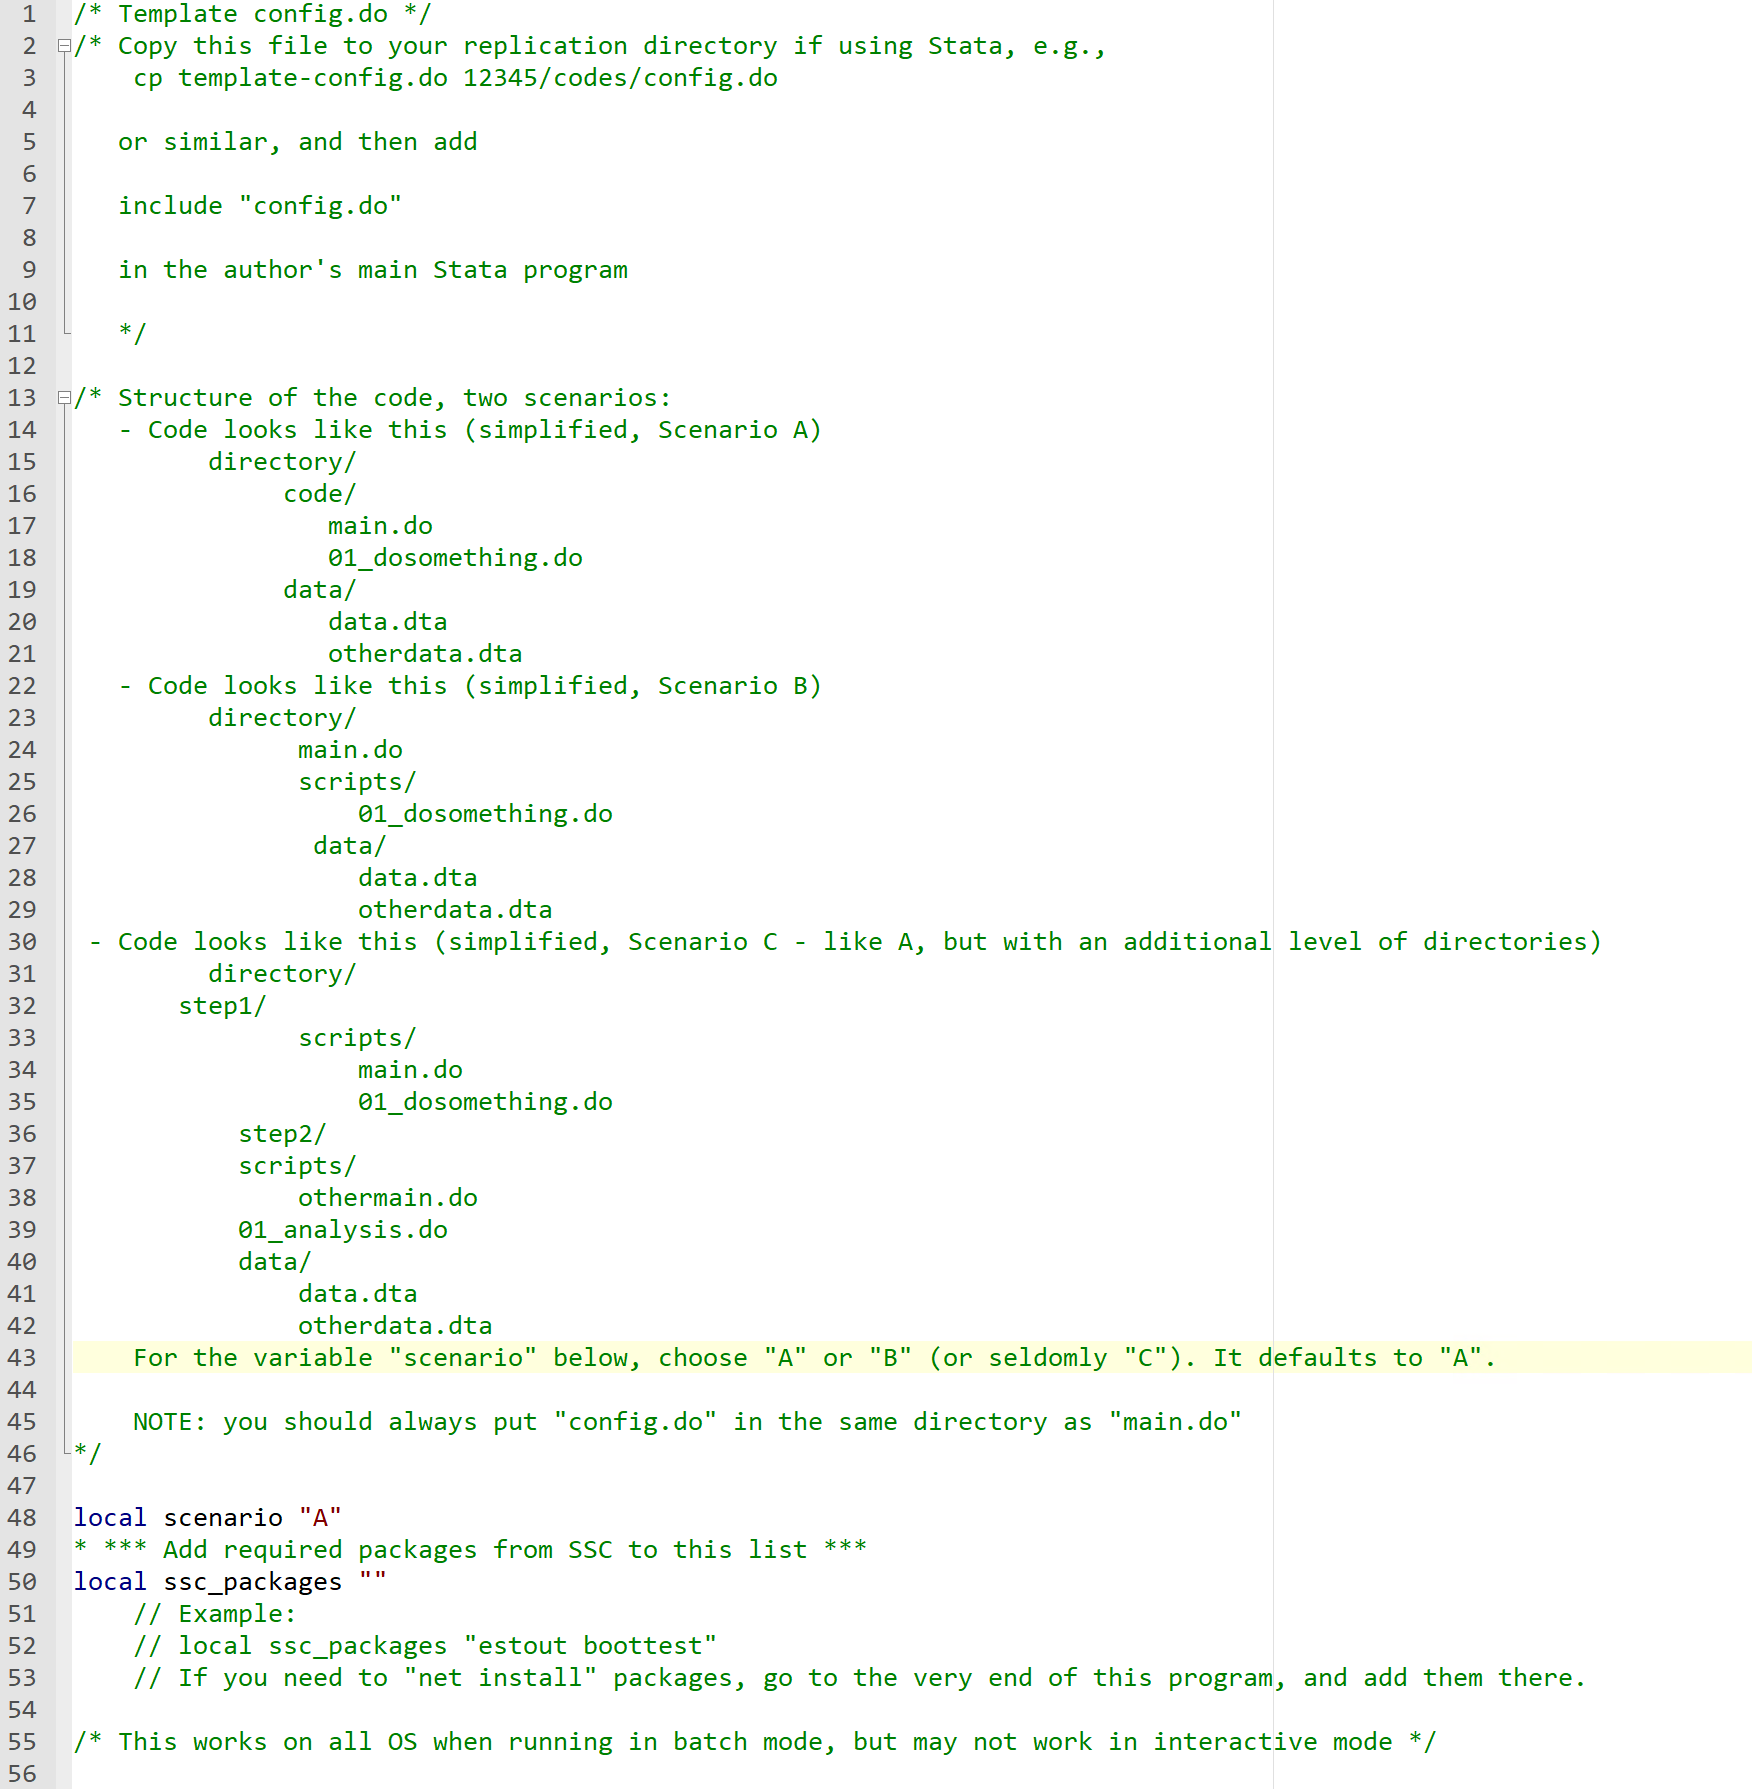 1 /* Template config.do */
2 /* Copy this file to your replication directory if using Stata, e.g.,
3     cp template-config.do 12345/codes/config.do
4
5    or similar, and then add
6
7    include "config.do"
8
9    in the author's main Stata program
10
11    */
12
13 /* Structure of the code, two scenarios:
14    - Code looks like this (simplified, Scenario A)
15          directory/
16               code/
17                  main.do
18                  01_dosomething.do
19               data/
20                  data.dta
21                  otherdata.dta
22    - Code looks like this (simplified, Scenario B)
23          directory/
24                main.do
25                scripts/
26                    01_dosomething.do
27                 data/
28                    data.dta
29                    otherdata.dta
30  - Code looks like this (simplified, Scenario C - like A, but with an additional level of directories)
31          directory/
32        step1/
33                scripts/
34                    main.do
35                    01_dosomething.do
36            step2/
37            scripts/
38                othermain.do
39            01_analysis.do
40            data/
41                data.dta
42                otherdata.dta
43     For the variable "scenario" below, choose "A" or "B" (or seldomly "C"). It defaults to "A".
44
45     NOTE: you should always put "config.do" in the same directory as "main.do"
46 */
47
48 local scenario "A"
49 * *** Add required packages from SSC to this list ***
50 local ssc_packages ""
51     // Example:
52     // local ssc_packages "estout boottest"
53     // If you need to "net install" packages, go to the very end of this program, and add them there.
54
55 /* This works on all OS when running in batch mode, but may not work in interactive mode */
56